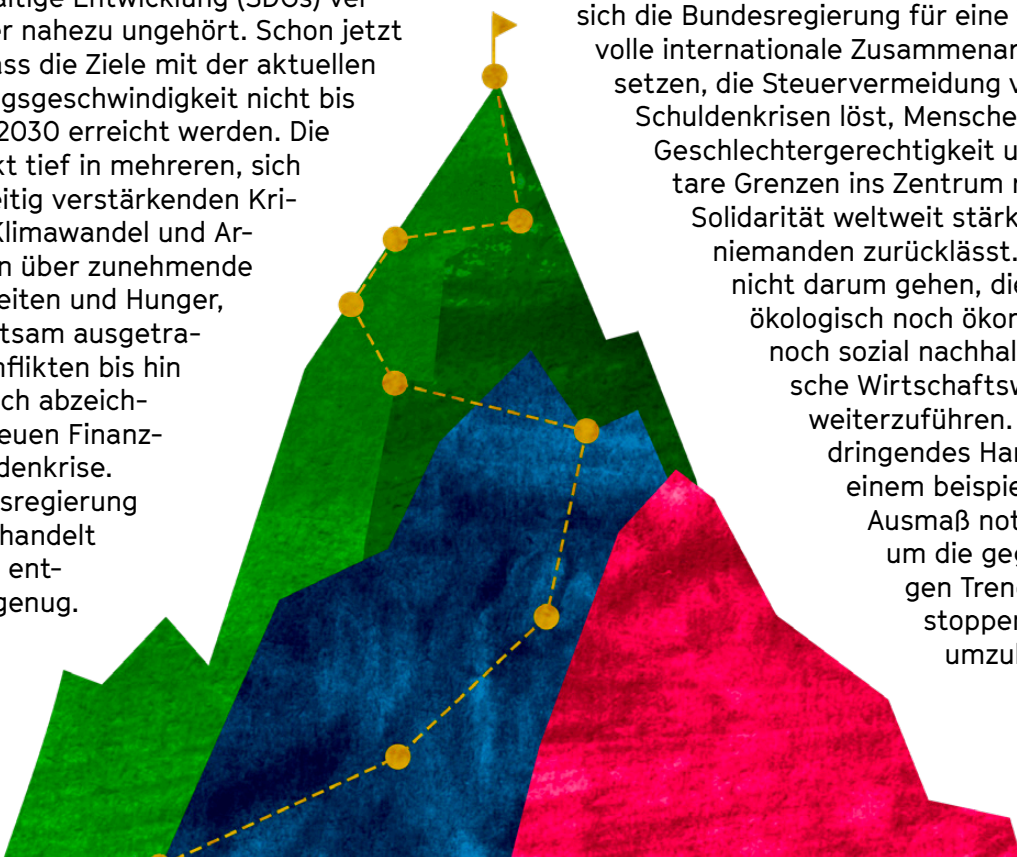 altige Entwicklung (SDGs) ver
r nahezu ungehört. Schon jetzt
ass die Ziele mit der aktuellen
gsgeschwindigkeit nicht bis
2030 erreicht werden. Die
kt tief in mehreren, sich
eitig verstärkenden Kri-
Klimawandel und Ar-
n über zunehmende
eiten und Hunger,
tsam ausgetra-
nflikten bis hin
ch abzeich-
euen Finanz-
denkrise.
sregierung
handelt
ent-
genug.
sich die Bundesregierung für eine
volle internationale Zusammenar
setzen, die Steuervermeidung v
Schuldenkrisen löst, Mensche
Geschlechtergerechtigkeit u
tare Grenzen ins Zentrum r
Solidarität weltweit stärk
niemanden zurücklässt.
nicht darum gehen, die
ökologisch noch ökon
noch sozial nachhal
sche Wirtschaftsw
weiterzuführen.
dringendes Han
einem beispie
Ausmaß not
um die geg
gen Trend
stoppen
umzul